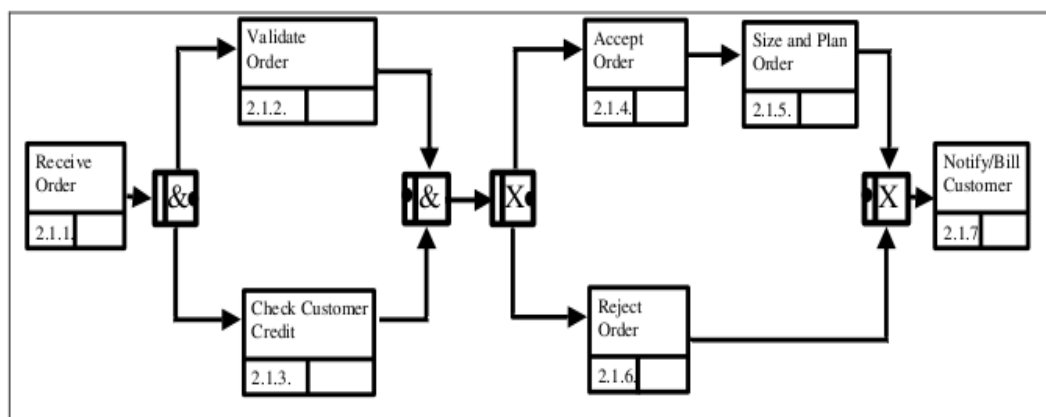 Receive
Order
2.1.1.
&
Validate
Order
2.1.2.
Check Customer
Credit
2.1.3.
&
X
Accept
Order
2.1.4.
Size and Plan
Order
2.1.5.
Reject
Order
2.1.6.
X
Notify/Bill
Customer
2.1.7